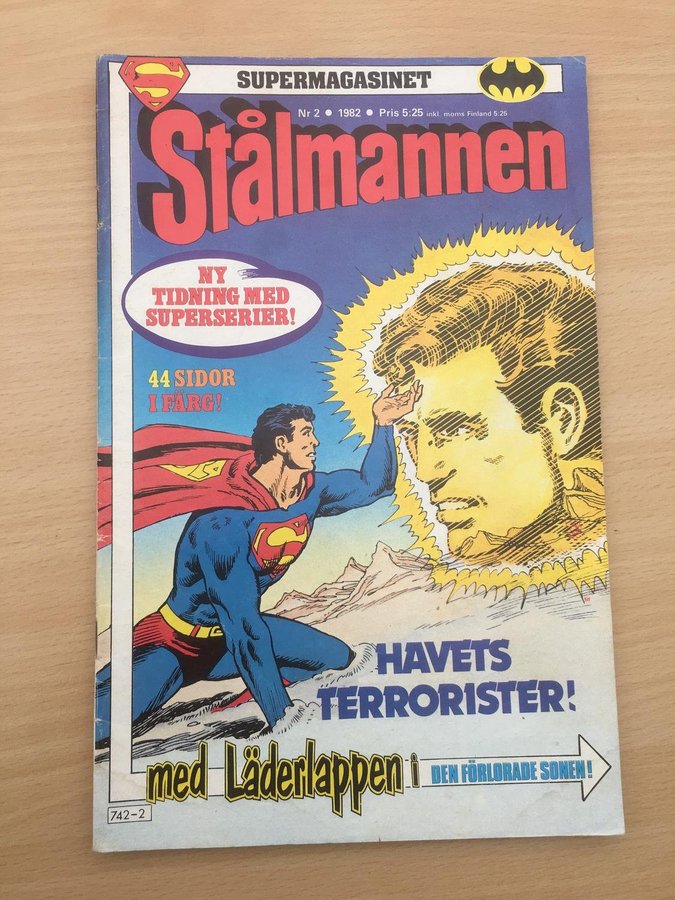 SUPERMAGASINET
Nr 2 • 1982 • Pris 5:25 inkl. moms Finland 5:25
Stålmannen
NY
TIDNING MED
SUPERSERIER!
44 SIDOR
I FÄRG!
HAVETS
TERRORISTER!
med Läderlappen i DEN FÖRLORADE SONEN!
742-2